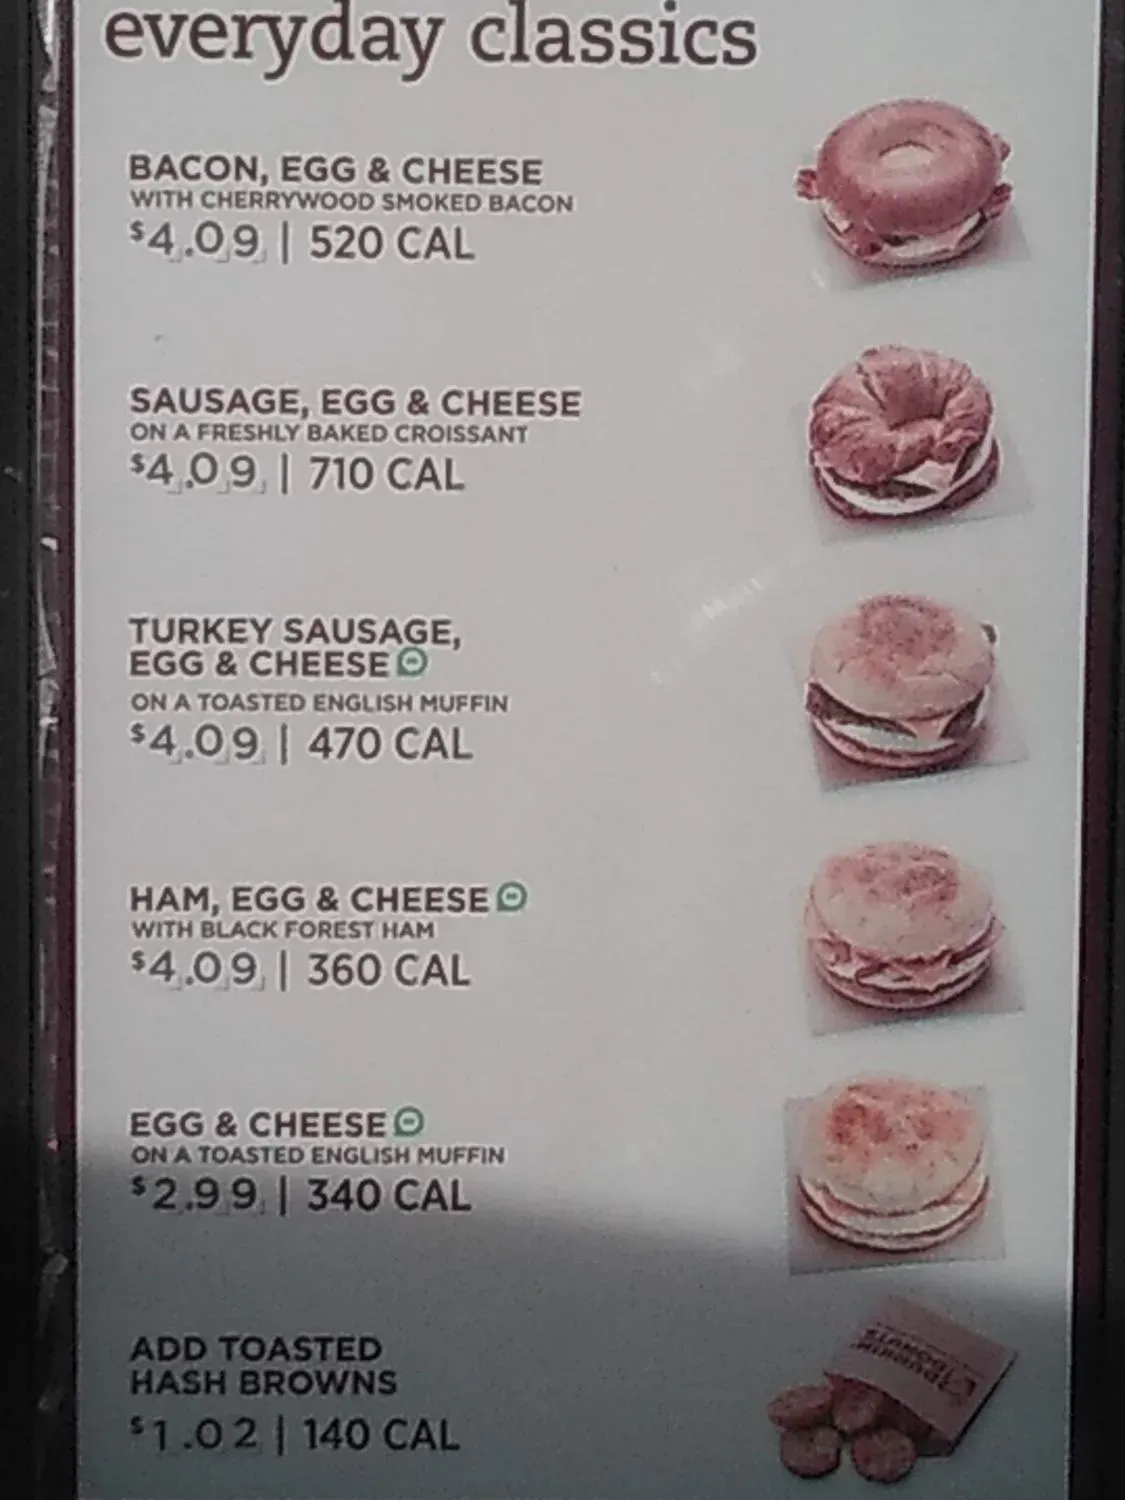 everyday classics
BACON, EGG & CHEESE
WITH CHERRYWOOD SMOKED BACON
$4.09 | 520 CAL
SAUSAGE, EGG & CHEESE
ON A FRESHLY BAKED CROISSANT
$4.09 | 710 CAL
TURKEY SAUSAGE,
EGG & CHEESE
ON A TOASTED ENGLISH MUFFIN
$4.09 | 470 CAL
HAM, EGG & CHEESE
WITH BLACK FOREST HAM
$4.09 | 360 CAL
EGG & CHEESE
ON A TOASTED ENGLISH MUFFIN
$2.99 | 340 CAL
ADD TOASTED
HASH BROWNS
$1.02 | 140 CAL
DUNKIN'
DONUTS